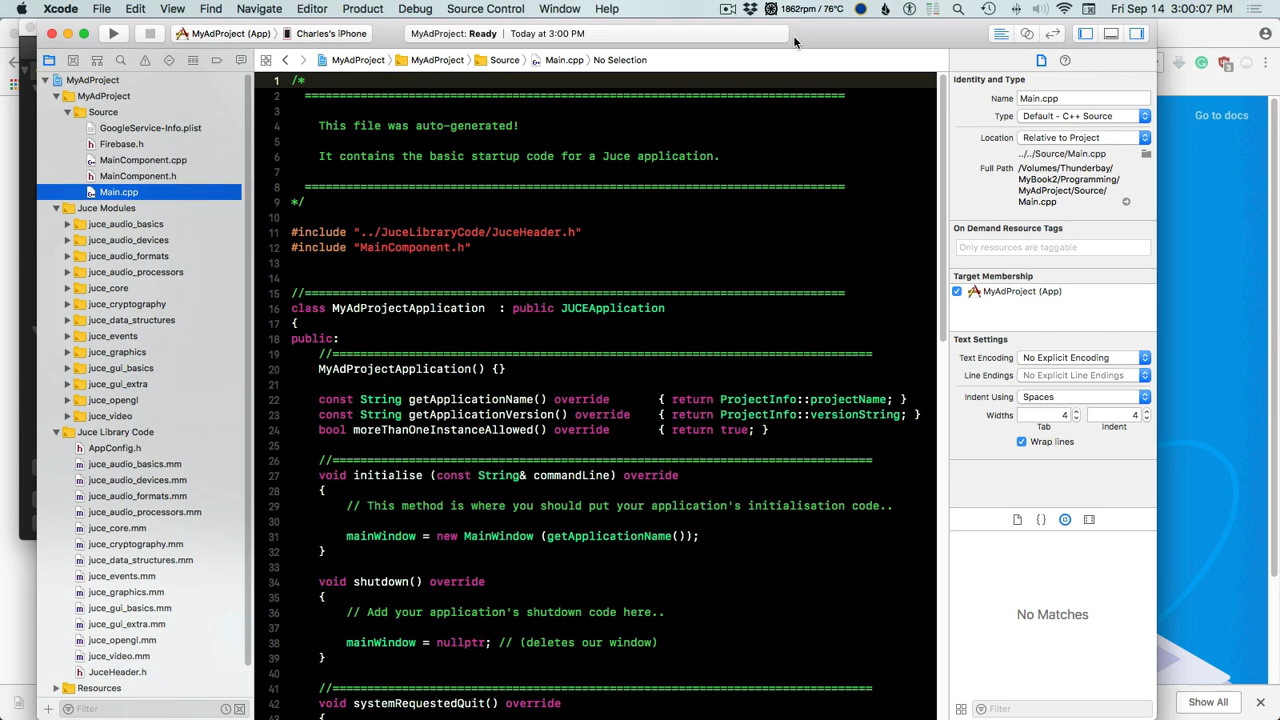 Xcode File Edit View Find Navigate Editor Product Debug Source Control Window Help 1862rpm / 76°C Fri Sep 14 3:00:07 PM
MyAdProject (App) Charles's iPhone MyAdProject: Ready Today at 3:00 PM
MyAdProject MyAdProject Source Main.cpp No Selection
MyAdProject
MyAdProject
Source
GoogleService-Info.plist
Firebase.h
MainComponent.cpp
MainComponent.h
Main.cpp
Juce Modules
juce_audio_basics
juce_audio_devices
juce_audio_formats
juce_audio_processors
juce_core
juce_cryptography
juce_data_structures
juce_events
juce_graphics
juce_gui_basics
juce_gui_extra
juce_opengl
juce_video
Juce Library Code
AppConfig.h
juce_audio_basics.mm
juce_audio_devices.mm
juce_audio_formats.mm
juce_audio_processors.mm
juce_core.mm
juce_cryptography.mm
juce_data_structures.mm
juce_events.mm
juce_graphics.mm
juce_gui_basics.mm
juce_gui_extra.mm
juce_opengl.mm
juce_video.mm
JuceHeader.h
Resources
Filter
1 /*
2 ==============================================================================
3
4 This file was auto-generated!
5
6 It contains the basic startup code for a Juce application.
7
8 ==============================================================================
9 */
10
11 #include "../JuceLibraryCode/JuceHeader.h"
12 #include "MainComponent.h"
13
14
15 //==============================================================================
16 class MyAdProjectApplication : public JUCEApplication
17 {
18 public:
19 //==============================================================================
20 MyAdProjectApplication() {}
21
22 const String getApplicationName() override { return ProjectInfo::projectName; }
23 const String getApplicationVersion() override { return ProjectInfo::versionString; }
24 bool moreThanOneInstanceAllowed() override { return true; }
25
26 //==============================================================================
27 void initialise (const String& commandLine) override
28 {
29 // This method is where you should put your application's initialisation code..
30
31 mainWindow = new MainWindow (getApplicationName());
32 }
33
34 void shutdown() override
35 {
36 // Add your application's shutdown code here..
37
38 mainWindow = nullptr; // (deletes our window)
39 }
40
41 //==============================================================================
42 void systemRequestedQuit() override
{
Identity and Type
Name Main.cpp
Type Default - C++ Source
Location Relative to Project
../../Source/Main.cpp
Full Path /Volumes/Thunderbay/
MyBook2/Programming/
MyAdProject/Source/
Main.cpp
On Demand Resource Tags
Only resources are taggable
Target Membership
MyAdProject (App)
Text Settings
Text Encoding No Explicit Encoding
Line Endings No Explicit Line Endings
Indent Using Spaces
Widths 4 4
Tab Indent
Wrap lines
No Matches
Filter
Go to docs
Show All